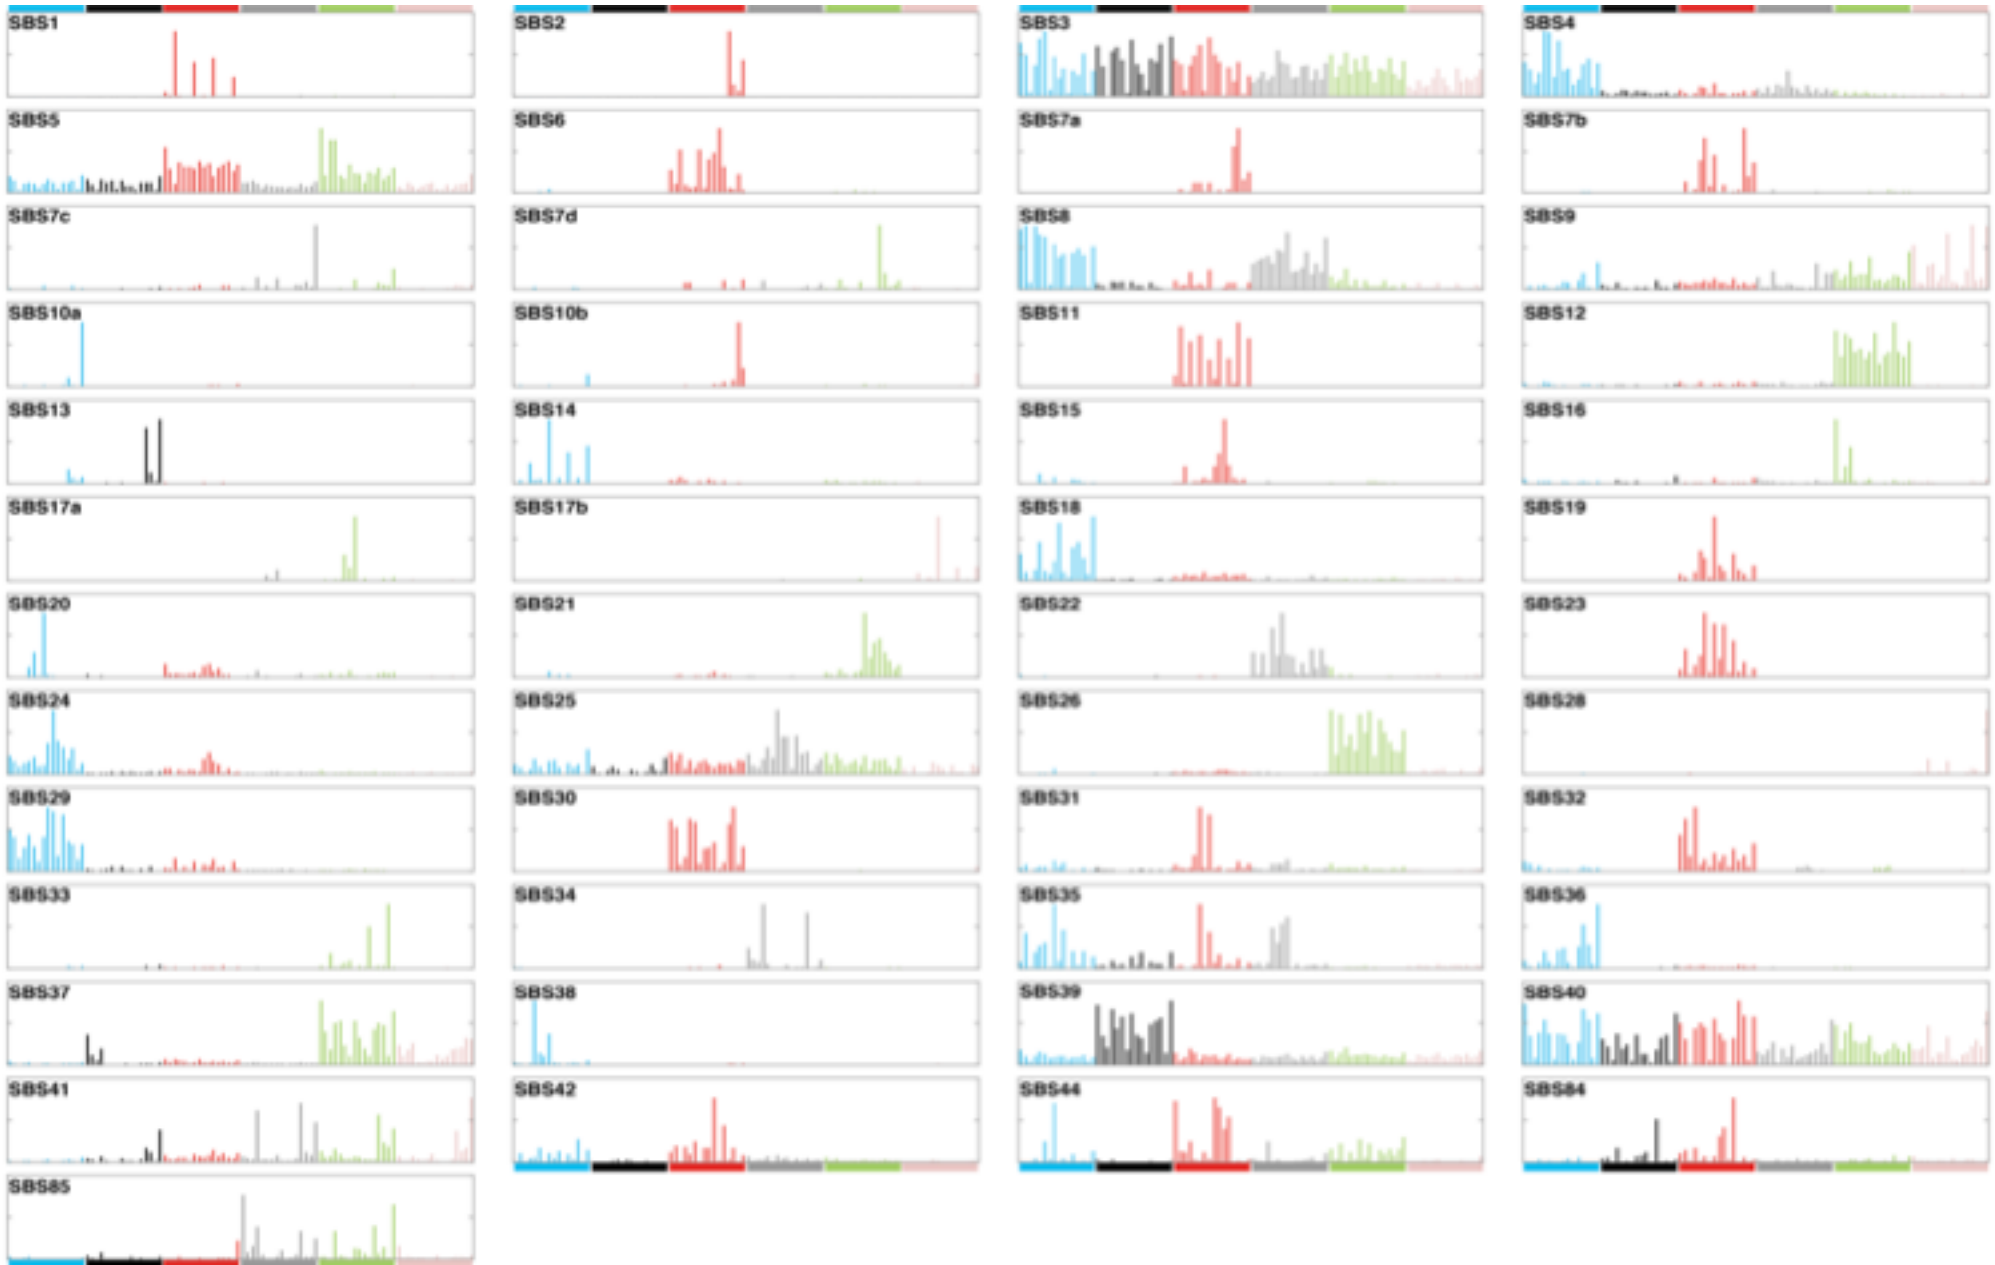 SBS1 SBS2 SBS3 SBS4
SBS5 SBS6 SBS7a SBS7b
SBS7c SBS7d SBS8 SBS9
SBS10a SBS10b SBS11 SBS12
SBS13 SBS14 SBS15 SBS16
SBS17a SBS17b SBS18 SBS19
SBS20 SBS21 SBS22 SBS23
SBS24 SBS25 SBS26 SBS28
SBS29 SBS30 SBS31 SBS32
SBS33 SBS34 SBS35 SBS36
SBS37 SBS38 SBS39 SBS40
SBS41 SBS42 SBS44 SBS84
SBS85